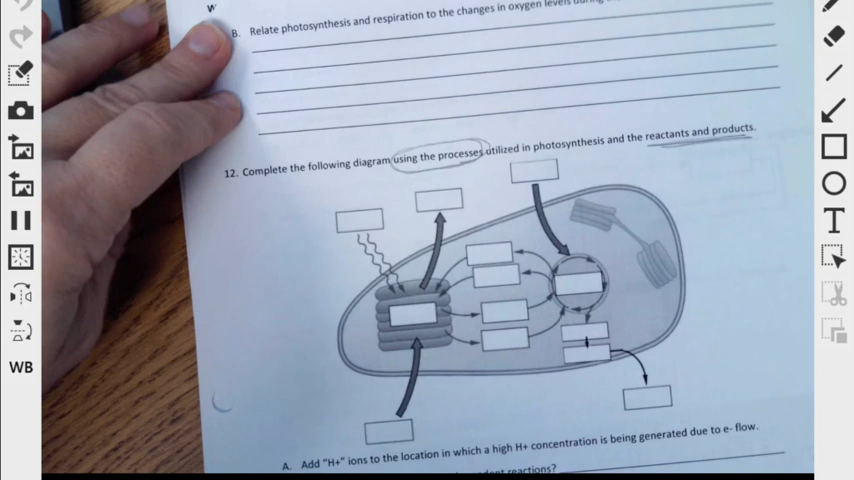 W
B. Relate photosynthesis and respiration to the changes in oxygen levels during
12. Complete the following diagram using the processes utilized in photosynthesis and the reactants and products.
T
WB
A. Add "H+" ions to the location in which a high H+ concentration is being generated due to e- flow.
reactions?